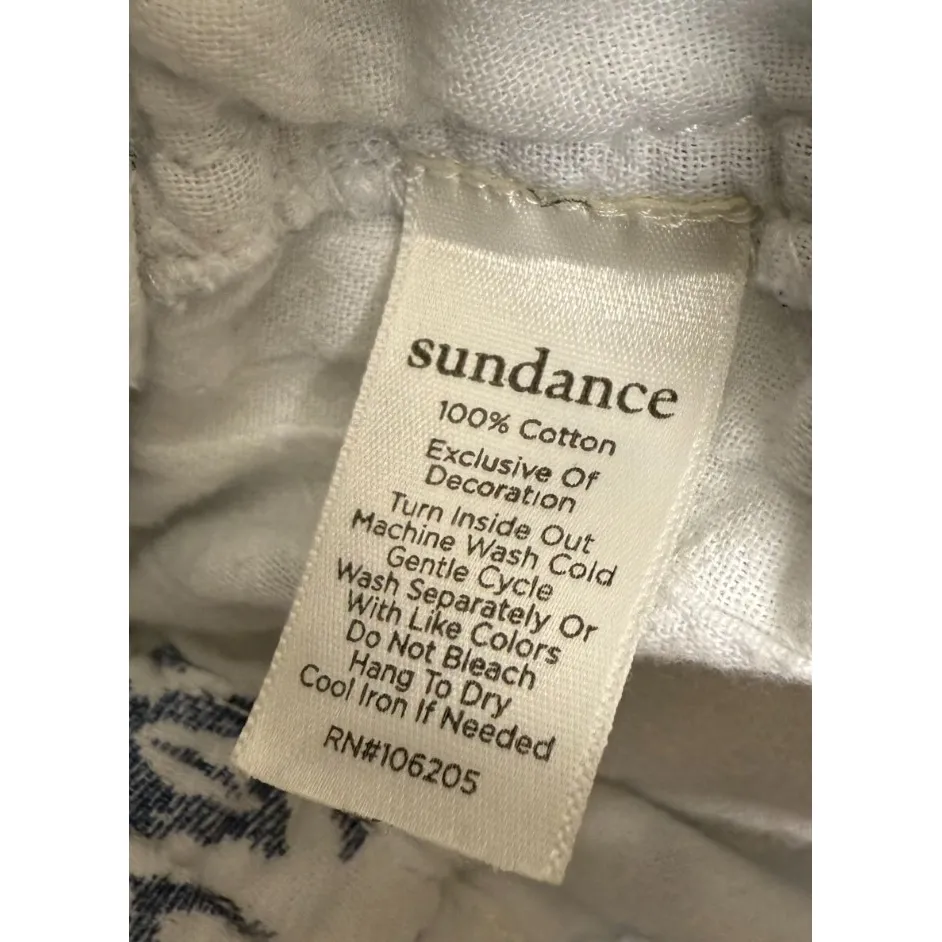 sundance
100% Cotton
Exclusive Of
Decoration
Turn Inside Out
Machine Wash Cold
Gentle Cycle
Wash Separately Or
With Like Colors
Do Not Bleach
Hang To Dry
Cool Iron If Needed
RN#106205